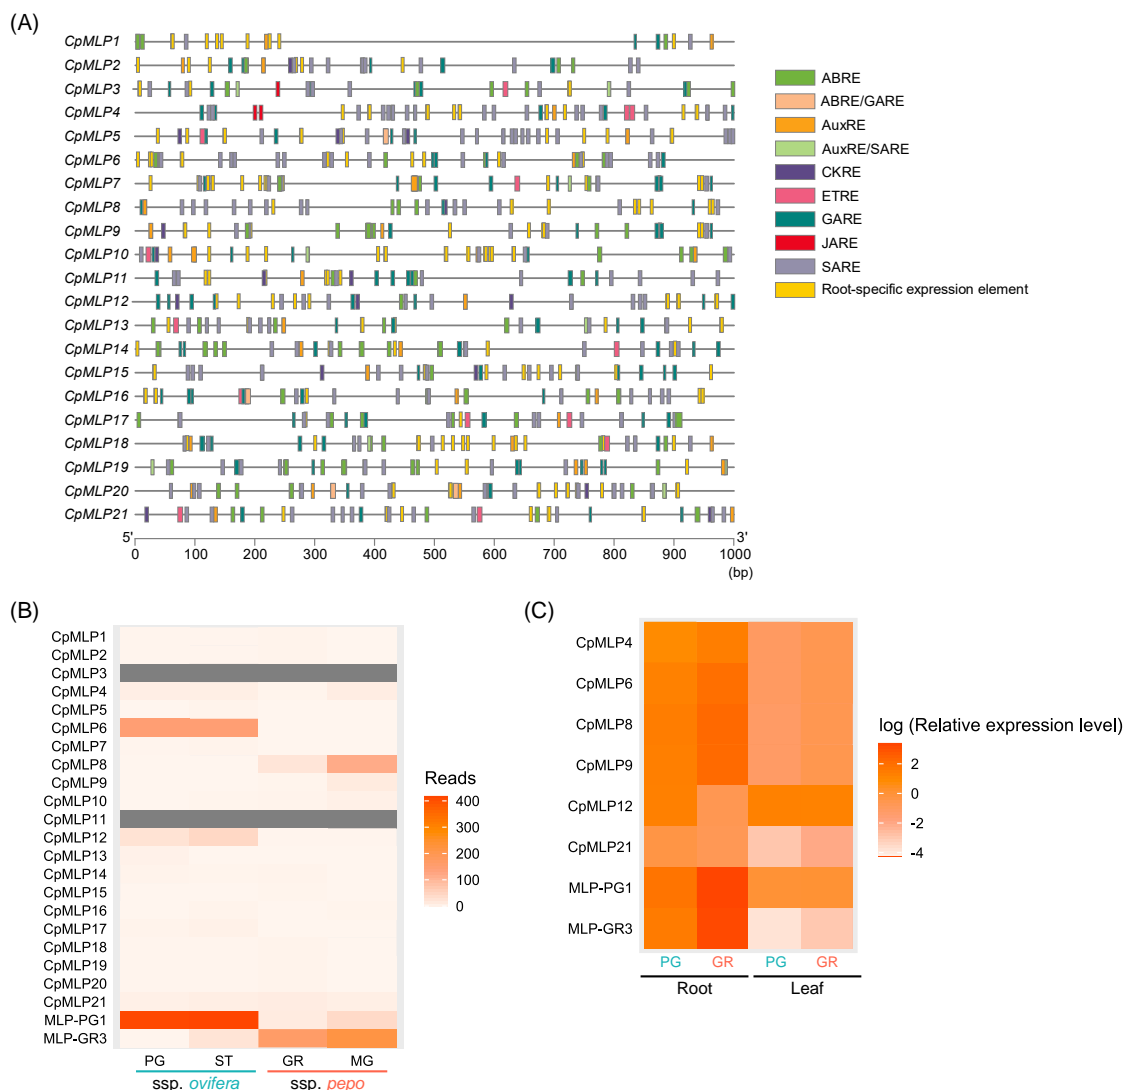 (A)
CpMLP1
CpMLP2
CpMLP3
CpMLP4
CpMLP5
CpMLP6
CpMLP7
CpMLP8
CpMLP9
CpMLP10
CpMLP11
CpMLP12
CpMLP13
CpMLP14
CpMLP15
CpMLP16
CpMLP17
CpMLP18
CpMLP19
CpMLP20
CpMLP21
5' 3'
0 100 200 300 400 500 600 700 800 900 1000
(bp)
ABRE
ABRE/GARE
AuxRE
AuxRE/SARE
CKRE
ETRE
GARE
JARE
SARE
Root-specific expression element
(B)
CpMLP1
CpMLP2
CpMLP3
CpMLP4
CpMLP5
CpMLP6
CpMLP7
CpMLP8
CpMLP9
CpMLP10
CpMLP11
CpMLP12
CpMLP13
CpMLP14
CpMLP15
CpMLP16
CpMLP17
CpMLP18
CpMLP19
CpMLP20
CpMLP21
MLP-PG1
MLP-GR3
PG ST GR MG
ssp. ovifera ssp. pepo
Reads
400
300
200
100
0
(C)
CpMLP4
CpMLP6
CpMLP8
CpMLP9
CpMLP12
CpMLP21
MLP-PG1
MLP-GR3
PG GR PG GR
Root Leaf
log (Relative expression level)
2
0
-2
-4